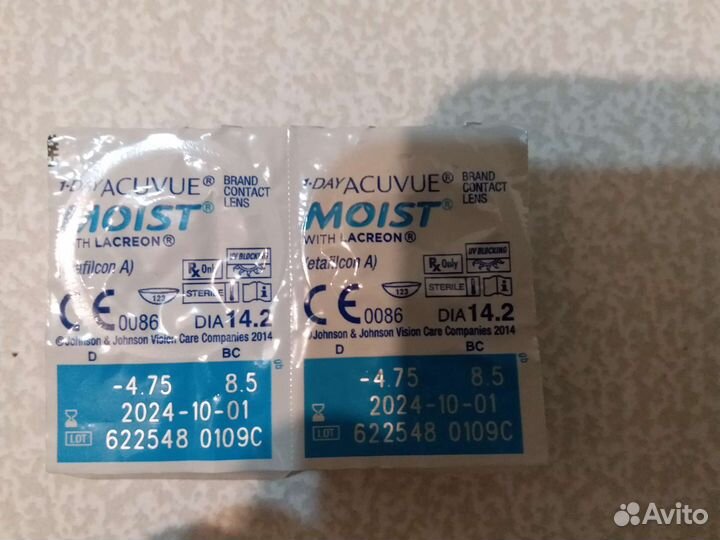 1-DAY ACUVUE® BRAND CONTACT LENS
MOIST®
WITH LACREON®
UV BLOCKING
(etafilcon A)
Rx Only
123
STERILE i
CE 0086 DIA 14.2
©Johnson & Johnson Vision Care Companies 2014
D BC
-4.75 8.5
2024-10-01
LOT 622548 0109C
1-DAY ACUVUE® BRAND CONTACT LENS
MOIST®
WITH LACREON®
UV BLOCKING
etafilcon A)
Rx Only
123
STERILE i
CE 0086 DIA 14.2
©Johnson & Johnson Vision Care Companies 2014
D BC
-4.75 8.5
2024-10-01
LOT 622548 0109C
Avito